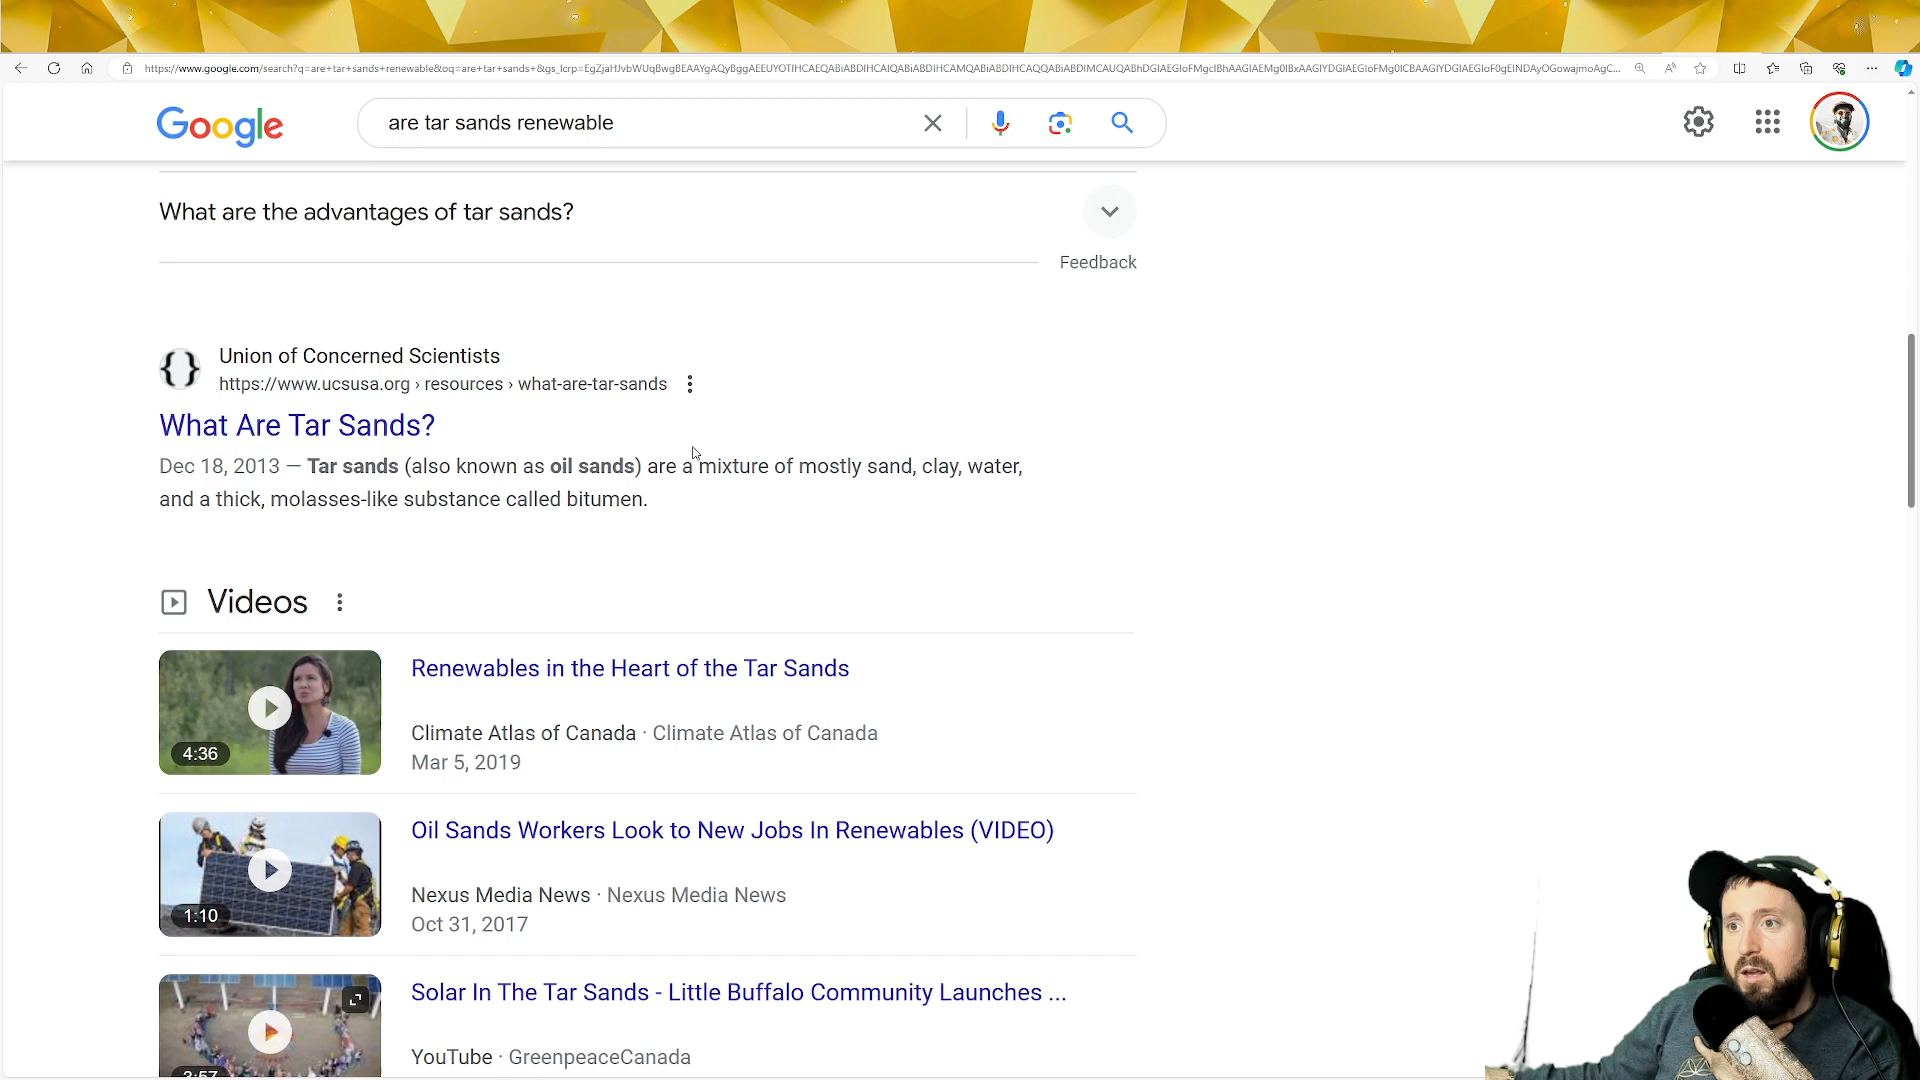 Google
are tar sands renewable
What are the advantages of tar sands?
Feedback
Union of Concerned Scientists
https://www.ucsusa.org › resources › what-are-tar-sands
What Are Tar Sands?
Dec 18, 2013 — Tar sands (also known as oil sands) are a mixture of mostly sand, clay, water,
and a thick, molasses-like substance called bitumen.
Videos
4:36
Renewables in the Heart of the Tar Sands
Climate Atlas of Canada · Climate Atlas of Canada
Mar 5, 2019
1:10
Oil Sands Workers Look to New Jobs In Renewables (VIDEO)
Nexus Media News · Nexus Media News
Oct 31, 2017
3:57
Solar In The Tar Sands - Little Buffalo Community Launches ...
YouTube · GreenpeaceCanada